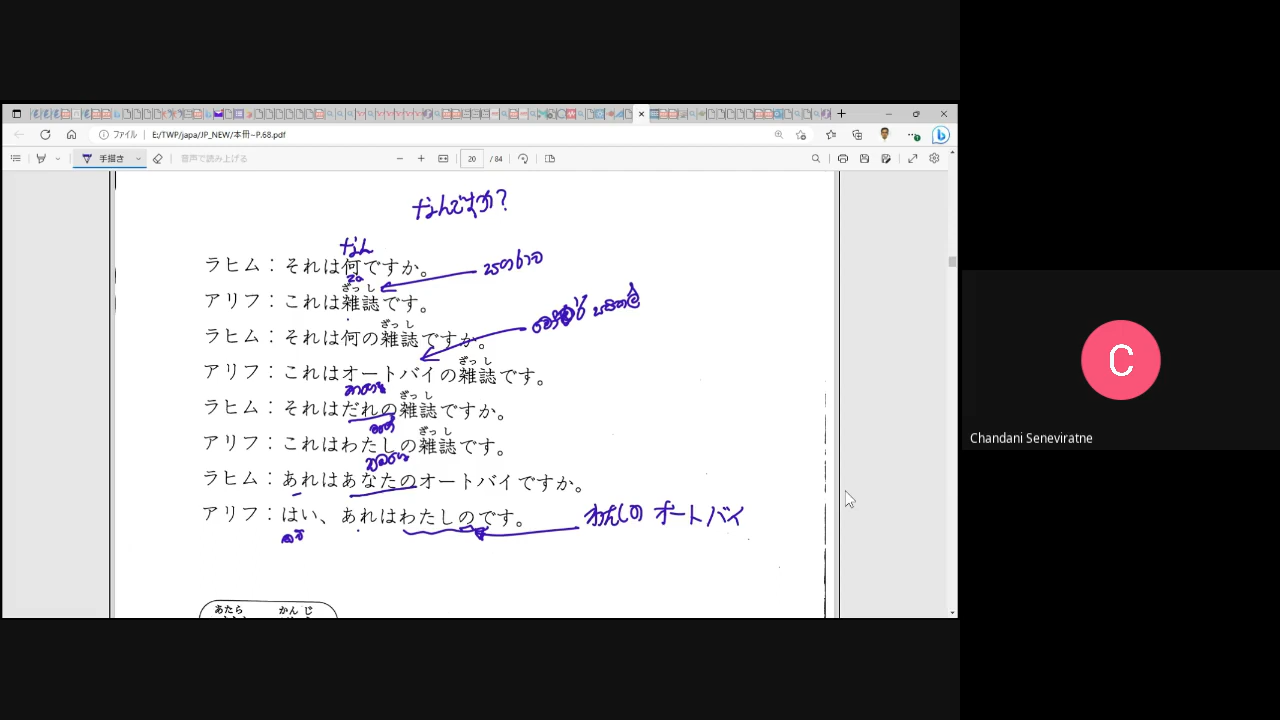 ファイル | E:/TWP/japa/JP_NEW/本冊~P.68.pdf
手描き 音声で読み上げる 20 / 84
なんですか?
なん
ラヒム：それは何ですか。
ざっし
アリフ：これは雑誌です。
ざっし
ラヒム：それは何の雑誌ですか。
ざっし
アリフ：これはオートバイの雑誌です。
ざっし
ラヒム：それはだれの雑誌ですか。
ざっし
アリフ：これはわたしの雑誌です。
ラヒム：あれはあなたのオートバイですか。
アリフ：はい、あれはわたしのです。
わたしの オートバイ
あたら かんじ
C
Chandani Seneviratne